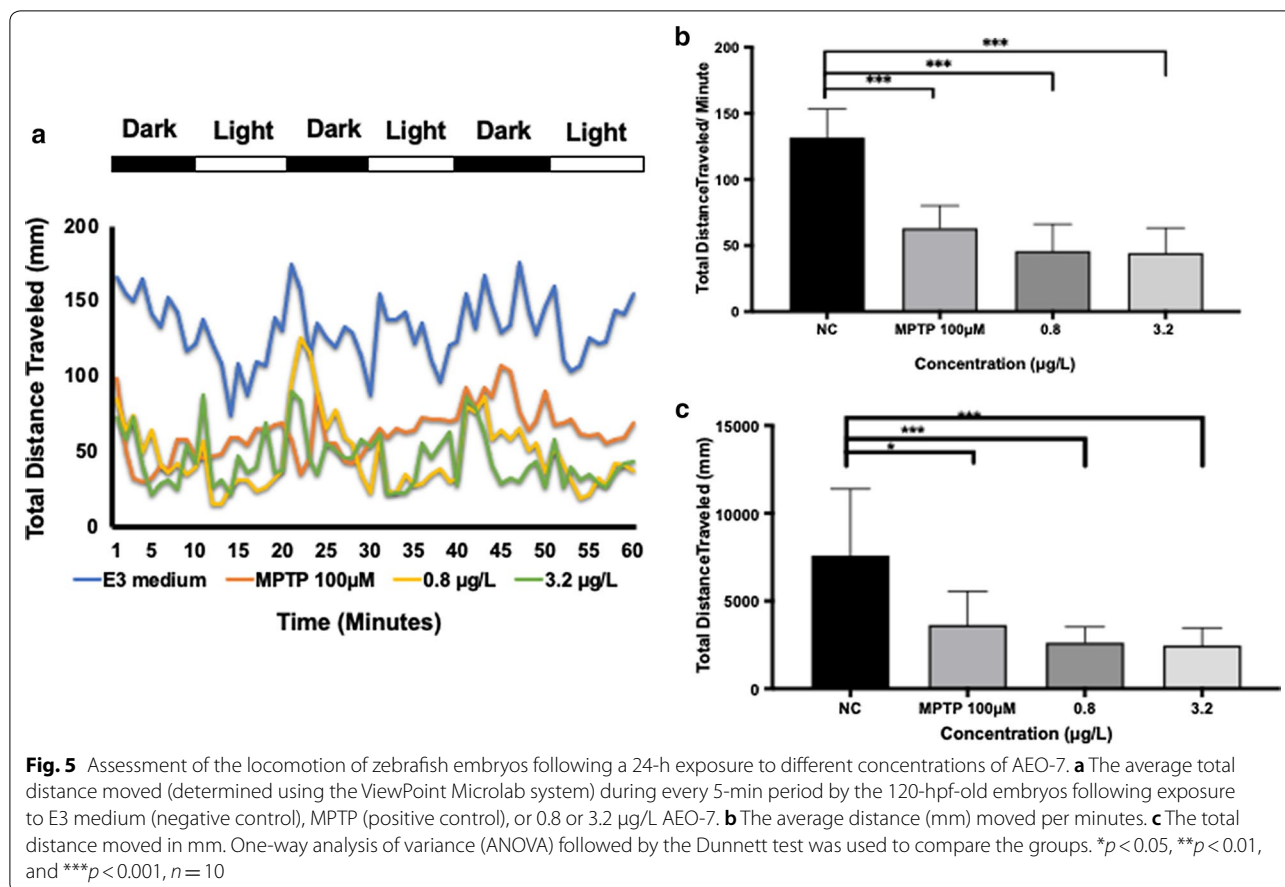 a
Dark Light Dark Light Dark Light
Total Distance Traveled (mm)
200
150
100
50
0
1 5 10 15 20 25 30 35 40 45 50 55 60
E3 medium MPTP 100µM 0.8 µg/L 3.2 µg/L
Time (Minutes)
b
Total DistanceTraveled/ Minute
200
150
100
50
0
***
***
***
NC MPTP 100µM 0.8 3.2
Concentration (µg/L)
c
Total DistanceTraveled (mm)
15000
10000
5000
0
***
***
*
NC MPTP 100µM 0.8 3.2
Concentration (µg/L)
Fig. 5 Assessment of the locomotion of zebrafish embryos following a 24-h exposure to different concentrations of AEO-7. a The average total
distance moved (determined using the ViewPoint Microlab system) during every 5-min period by the 120-hpf-old embryos following exposure
to E3 medium (negative control), MPTP (positive control), or 0.8 or 3.2 µg/L AEO-7. b The average distance (mm) moved per minutes. c The total
distance moved in mm. One-way analysis of variance (ANOVA) followed by the Dunnett test was used to compare the groups. *p < 0.05, **p < 0.01,
and ***p < 0.001, n = 10